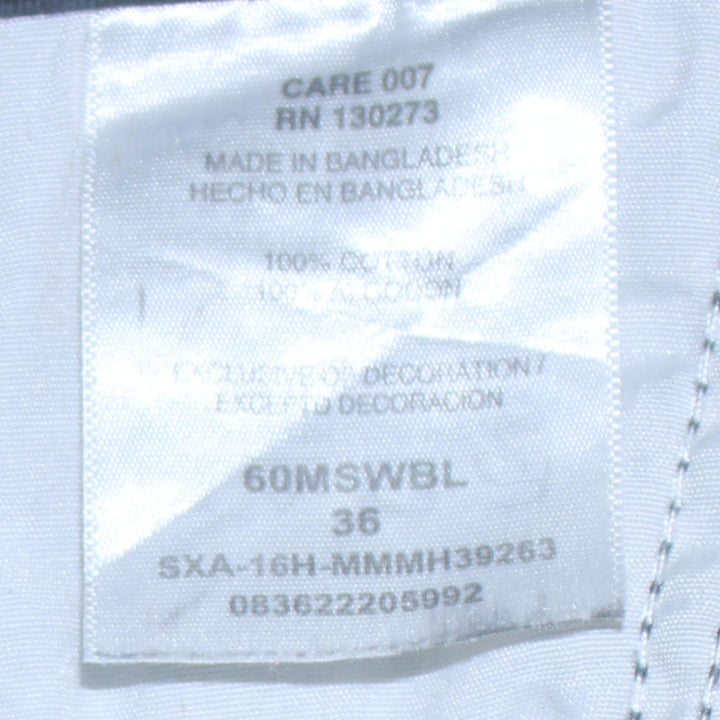 CARE 007
RN 130273
MADE IN BANGLADESH
HECHO EN BANGLADESH
100% COTTON
100% ALGODON
EXCLUSIVE OF DECORATION/
EXCEPTO DECORACION
60MSWBL
36
SXA-16H-MMMH39263
083622205992